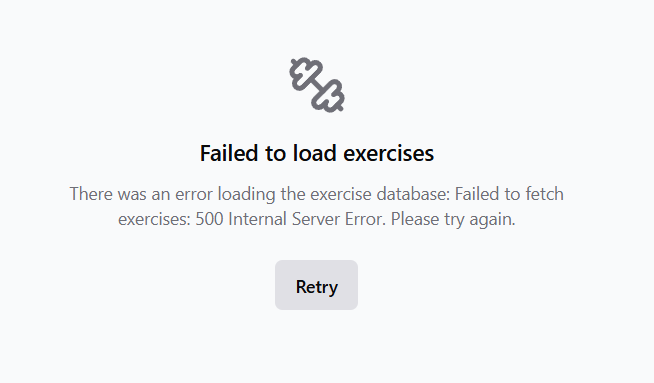 Failed to load exercises
There was an error loading the exercise database: Failed to fetch
exercises: 500 Internal Server Error. Please try again.
Retry